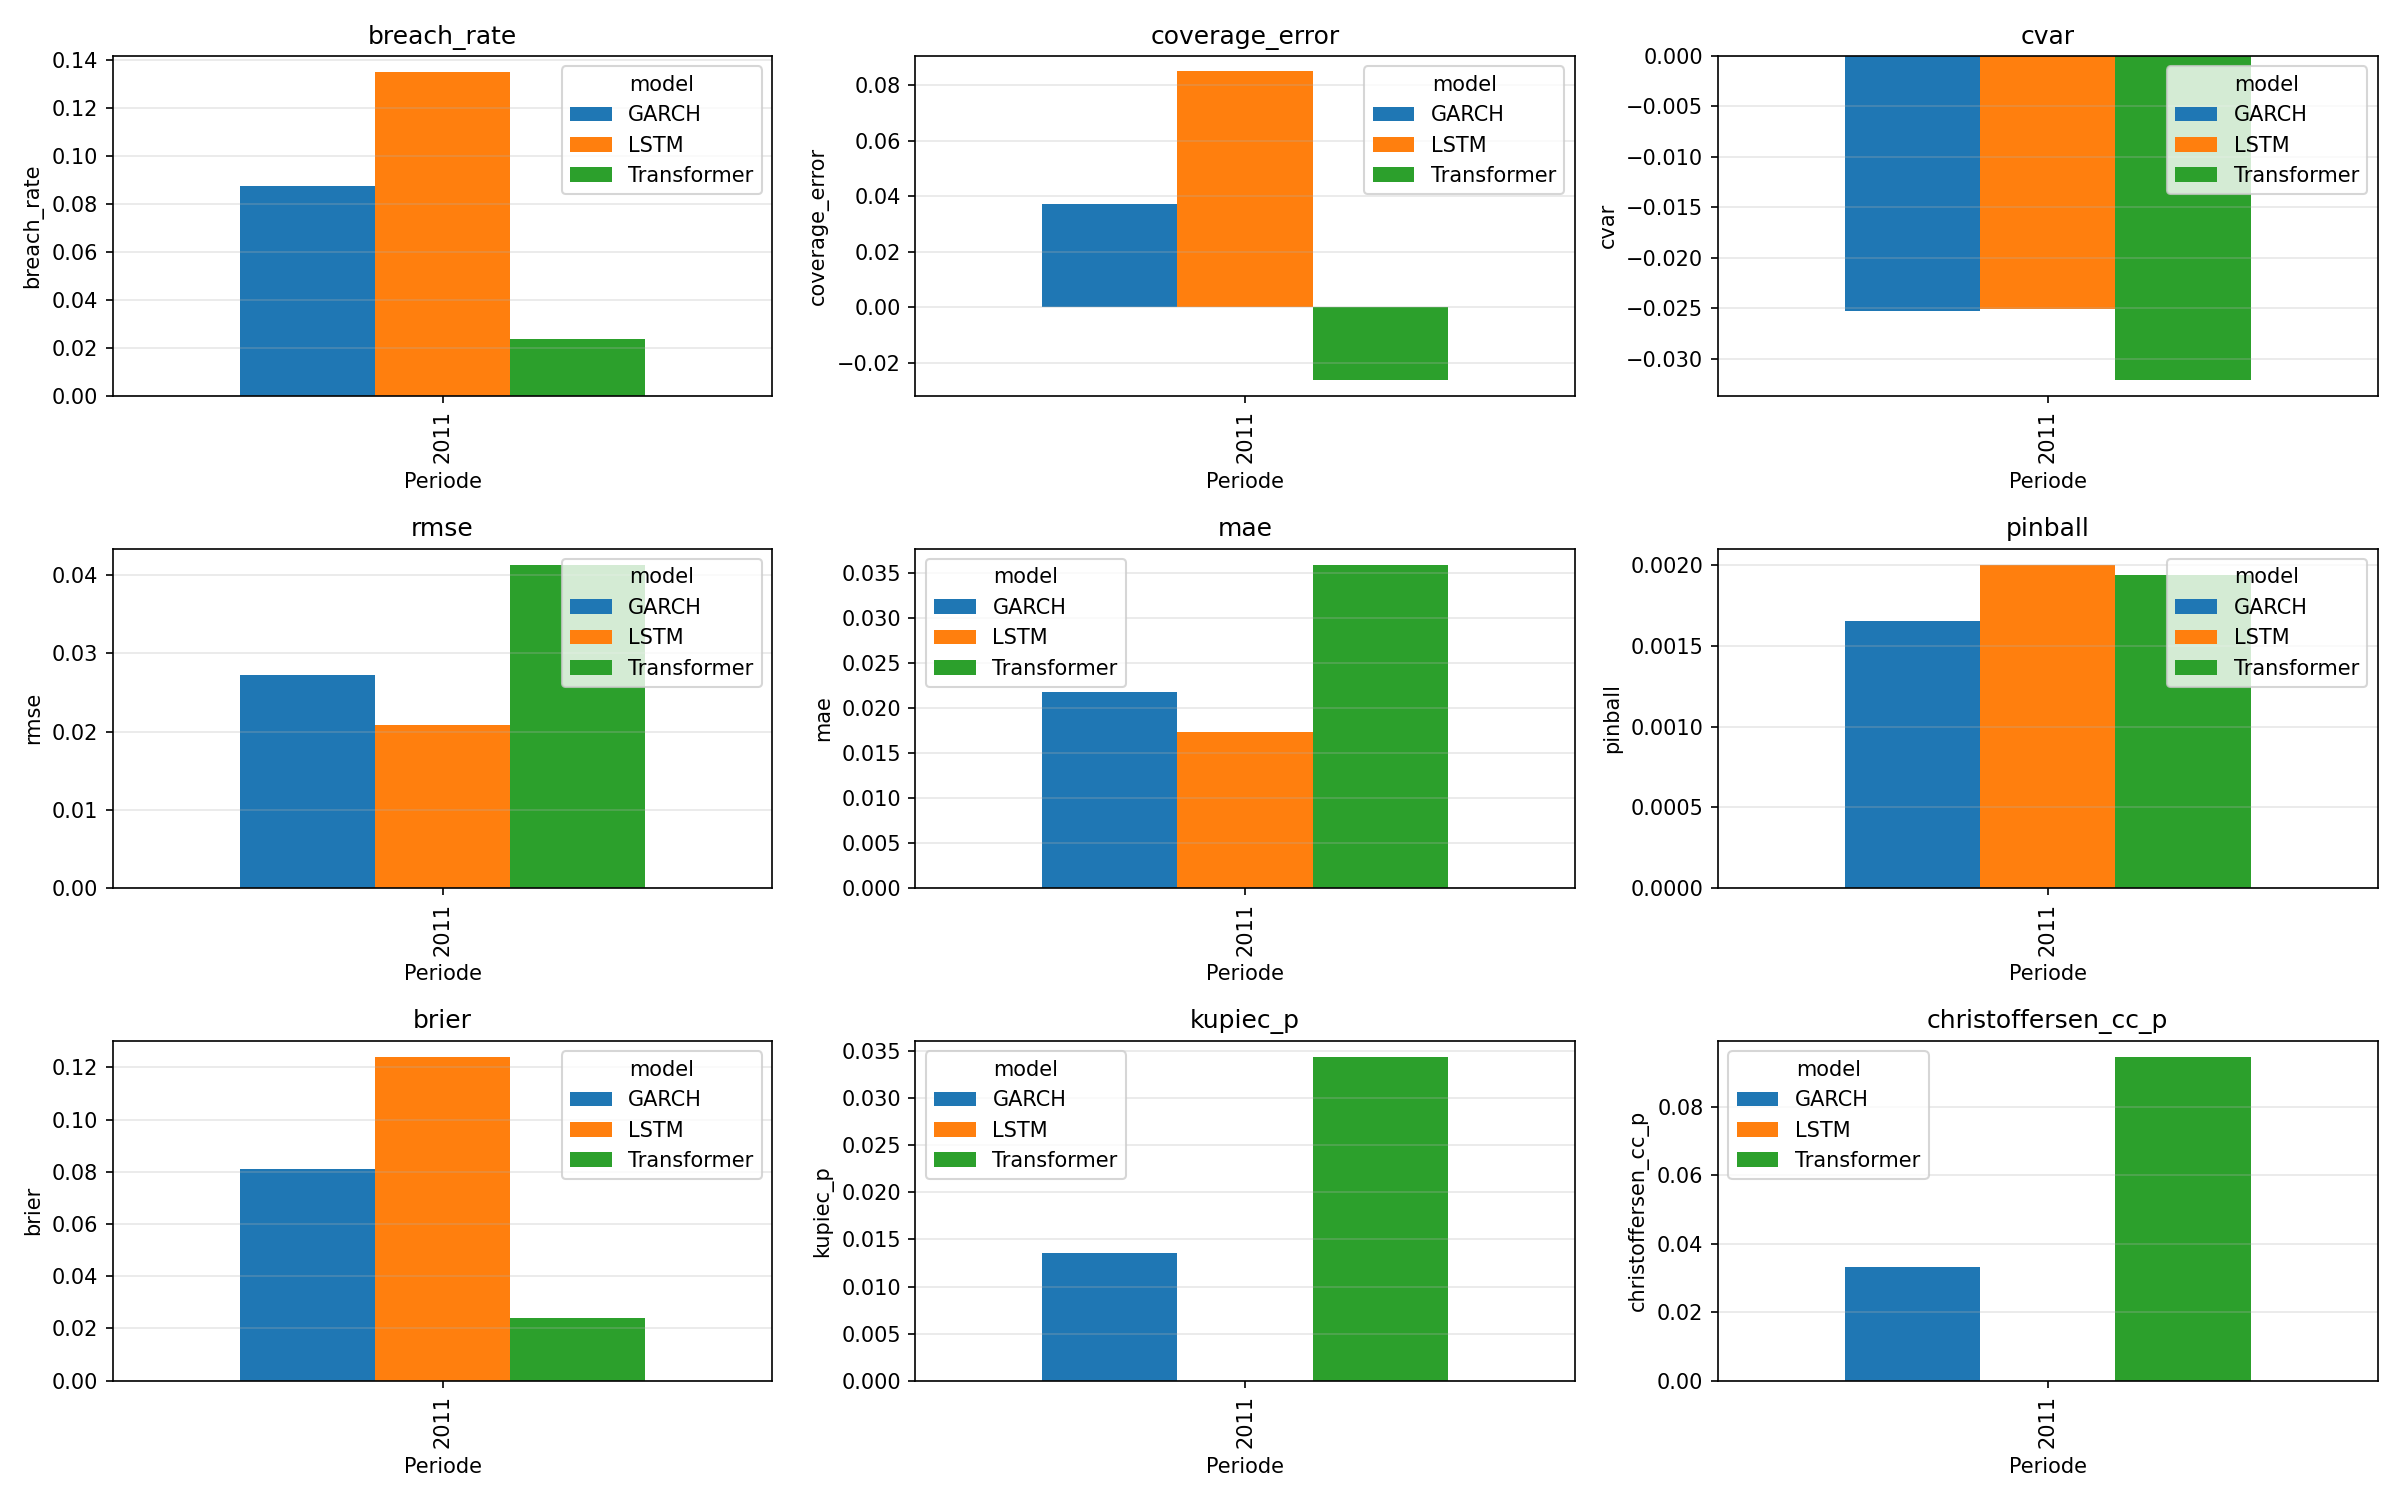 breach_rate
0.14
0.12
0.10
0.08
0.06
0.04
0.02
0.00
breach_rate
model
GARCH
LSTM
Transformer
2011
Periode
coverage_error
0.08
0.06
0.04
0.02
0.00
−0.02
coverage_error
model
GARCH
LSTM
Transformer
2011
Periode
cvar
0.000
−0.005
−0.010
−0.015
−0.020
−0.025
−0.030
cvar
model
GARCH
LSTM
Transformer
2011
Periode
rmse
0.04
0.03
0.02
0.01
0.00
rmse
model
GARCH
LSTM
Transformer
2011
Periode
mae
0.035
0.030
0.025
0.020
0.015
0.010
0.005
0.000
mae
model
GARCH
LSTM
Transformer
2011
Periode
pinball
0.0020
0.0015
0.0010
0.0005
0.0000
pinball
model
GARCH
LSTM
Transformer
2011
Periode
brier
0.12
0.10
0.08
0.06
0.04
0.02
0.00
brier
model
GARCH
LSTM
Transformer
2011
Periode
kupiec_p
0.035
0.030
0.025
0.020
0.015
0.010
0.005
0.000
kupiec_p
model
GARCH
LSTM
Transformer
2011
Periode
christoffersen_cc_p
0.08
0.06
0.04
0.02
0.00
christoffersen_cc_p
model
GARCH
LSTM
Transformer
2011
Periode